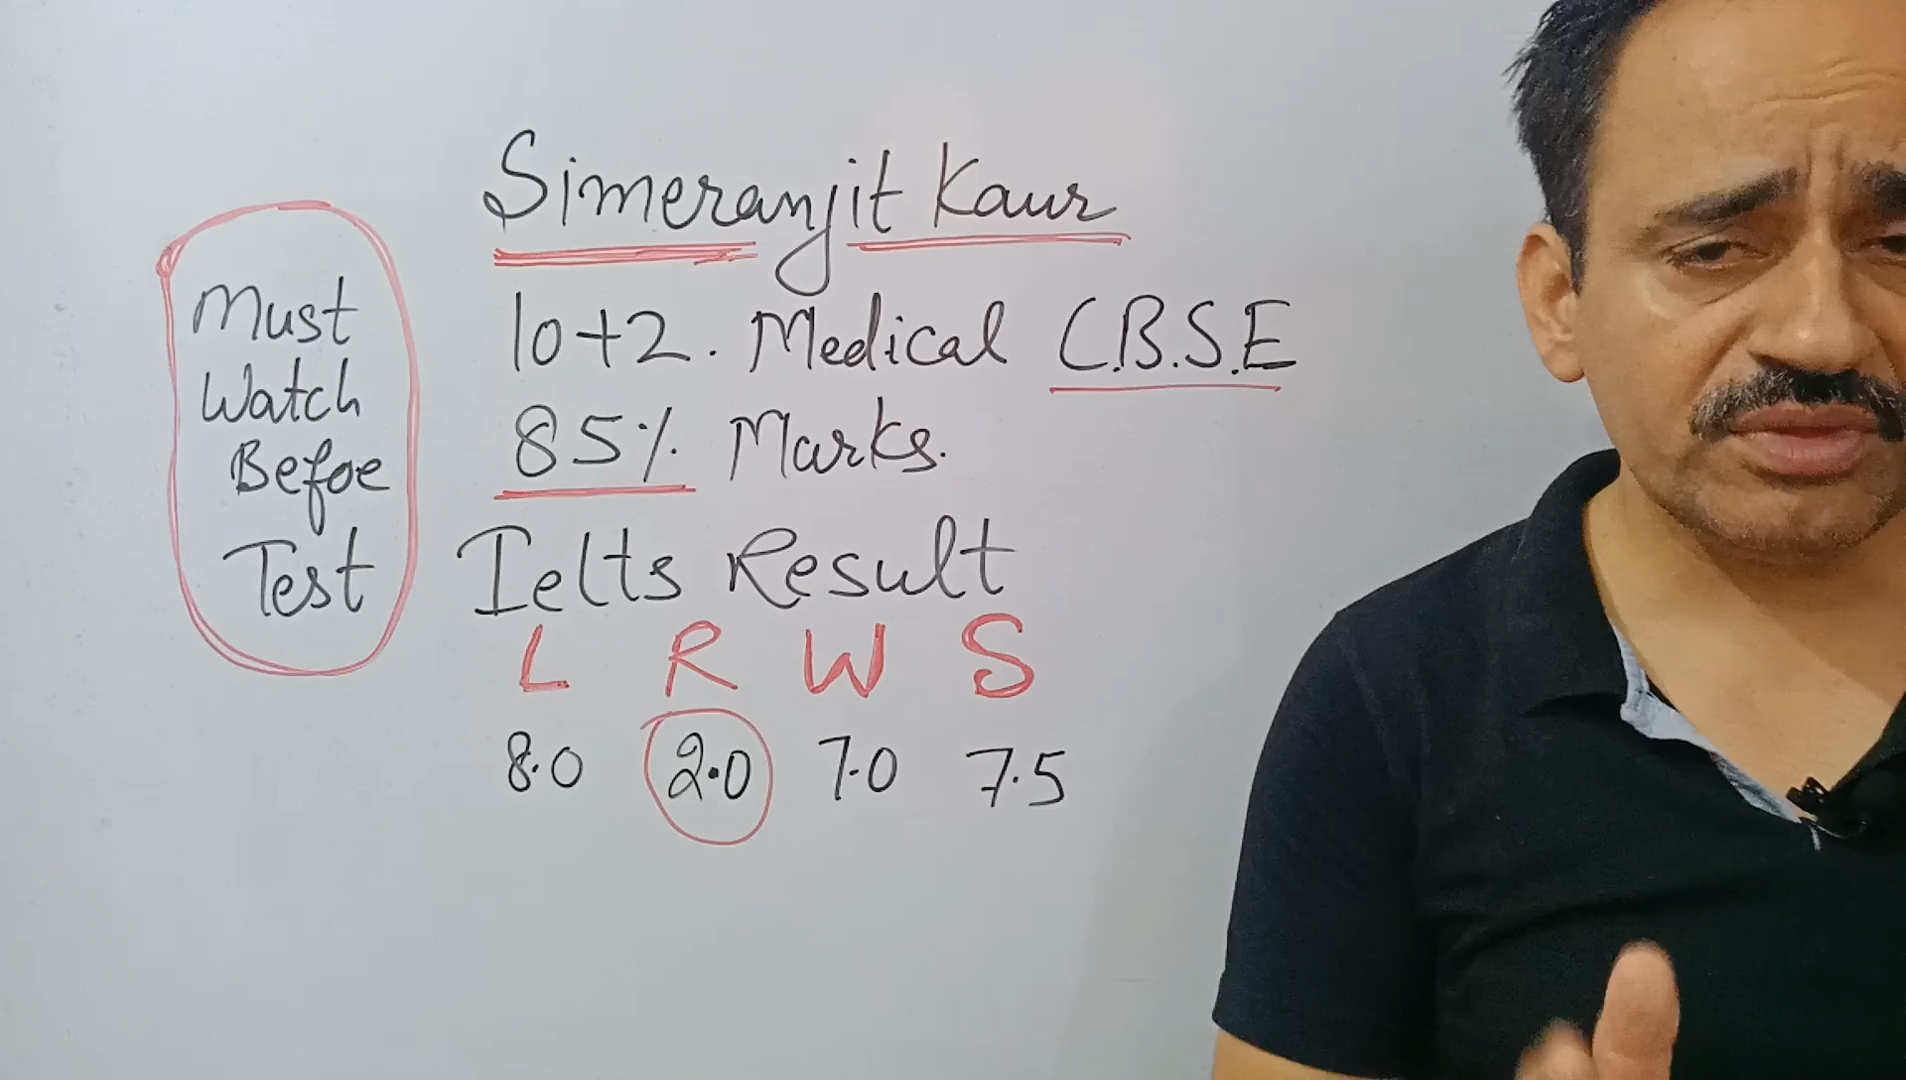 Must
Watch
Befoe
Test
Simeranjit Kaur
10+2. Medical C.B.S.E
85% Marks.
Ielts Result
L R W S
8.0 2.0 7.0 7.5